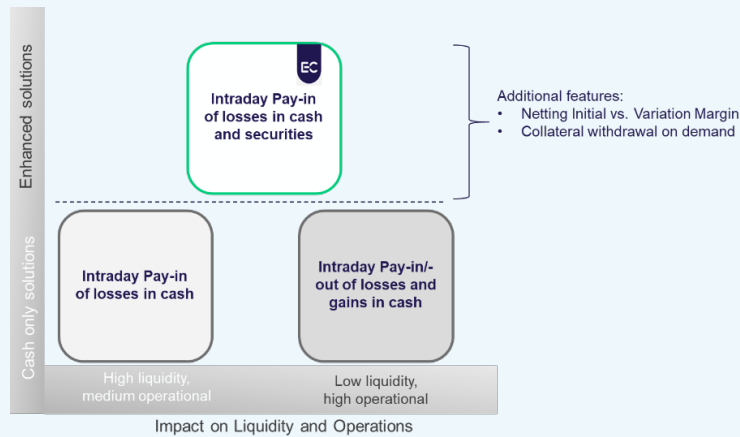 Enhanced solutions
EC
Intraday Pay-in
of losses in cash
and securities
Additional features:
• Netting Initial vs. Variation Margin
• Collateral withdrawal on demand
Cash only solutions
Intraday Pay-in
of losses in cash
Intraday Pay-in/-
out of losses and
gains in cash
High liquidity,
medium operational
Low liquidity,
high operational
Impact on Liquidity and Operations